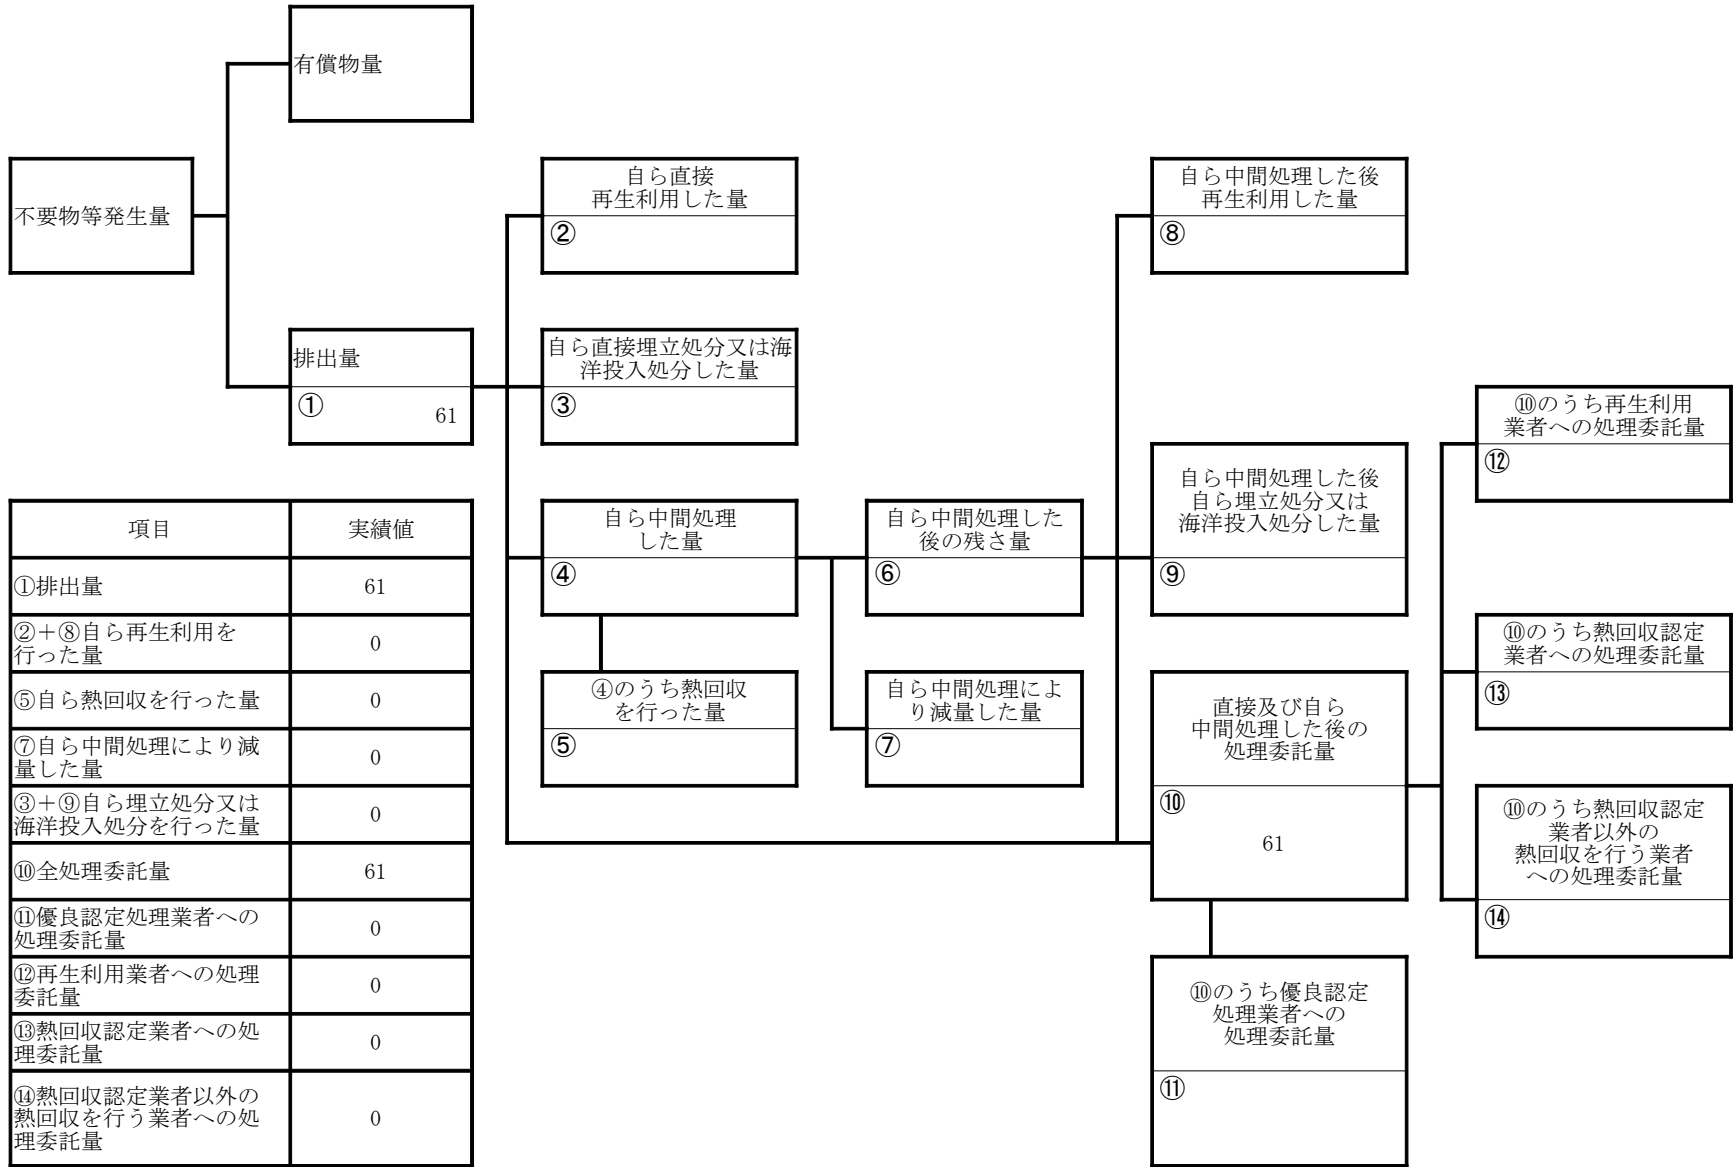 有償物量
不要物等発生量
自ら直接
再生利用した量
②
自ら中間処理した後
再生利用した量
⑧
排出量
①
61
自ら直接埋立処分又は海
洋投入処分した量
③
⑩のうち再生利用
業者への処理委託量
⑫
自ら中間処理
した量
④
自ら中間処理した
後の残さ量
⑥
自ら中間処理した後
自ら埋立処分又は
海洋投入処分した量
⑨
⑩のうち熱回収認定
業者への処理委託量
⑬
④のうち熱回収
を行った量
⑤
自ら中間処理によ
り減量した量
⑦
直接及び自ら
中間処理した後の
処理委託量
⑩
61
⑩のうち熱回収認定
業者以外の
熱回収を行う業者
への処理委託量
⑭
⑩のうち優良認定
処理業者への
処理委託量
⑪
項目 実績値
①排出量 61
②＋⑧自ら再生利用を
行った量 0
⑤自ら熱回収を行った量 0
⑦自ら中間処理により減
量した量 0
③＋⑨自ら埋立処分又は
海洋投入処分を行った量 0
⑩全処理委託量 61
⑪優良認定処理業者への
処理委託量 0
⑫再生利用業者への処理
委託量 0
⑬熱回収認定業者への処
理委託量 0
⑭熱回収認定業者以外の
熱回収を行う業者への処
理委託量 0